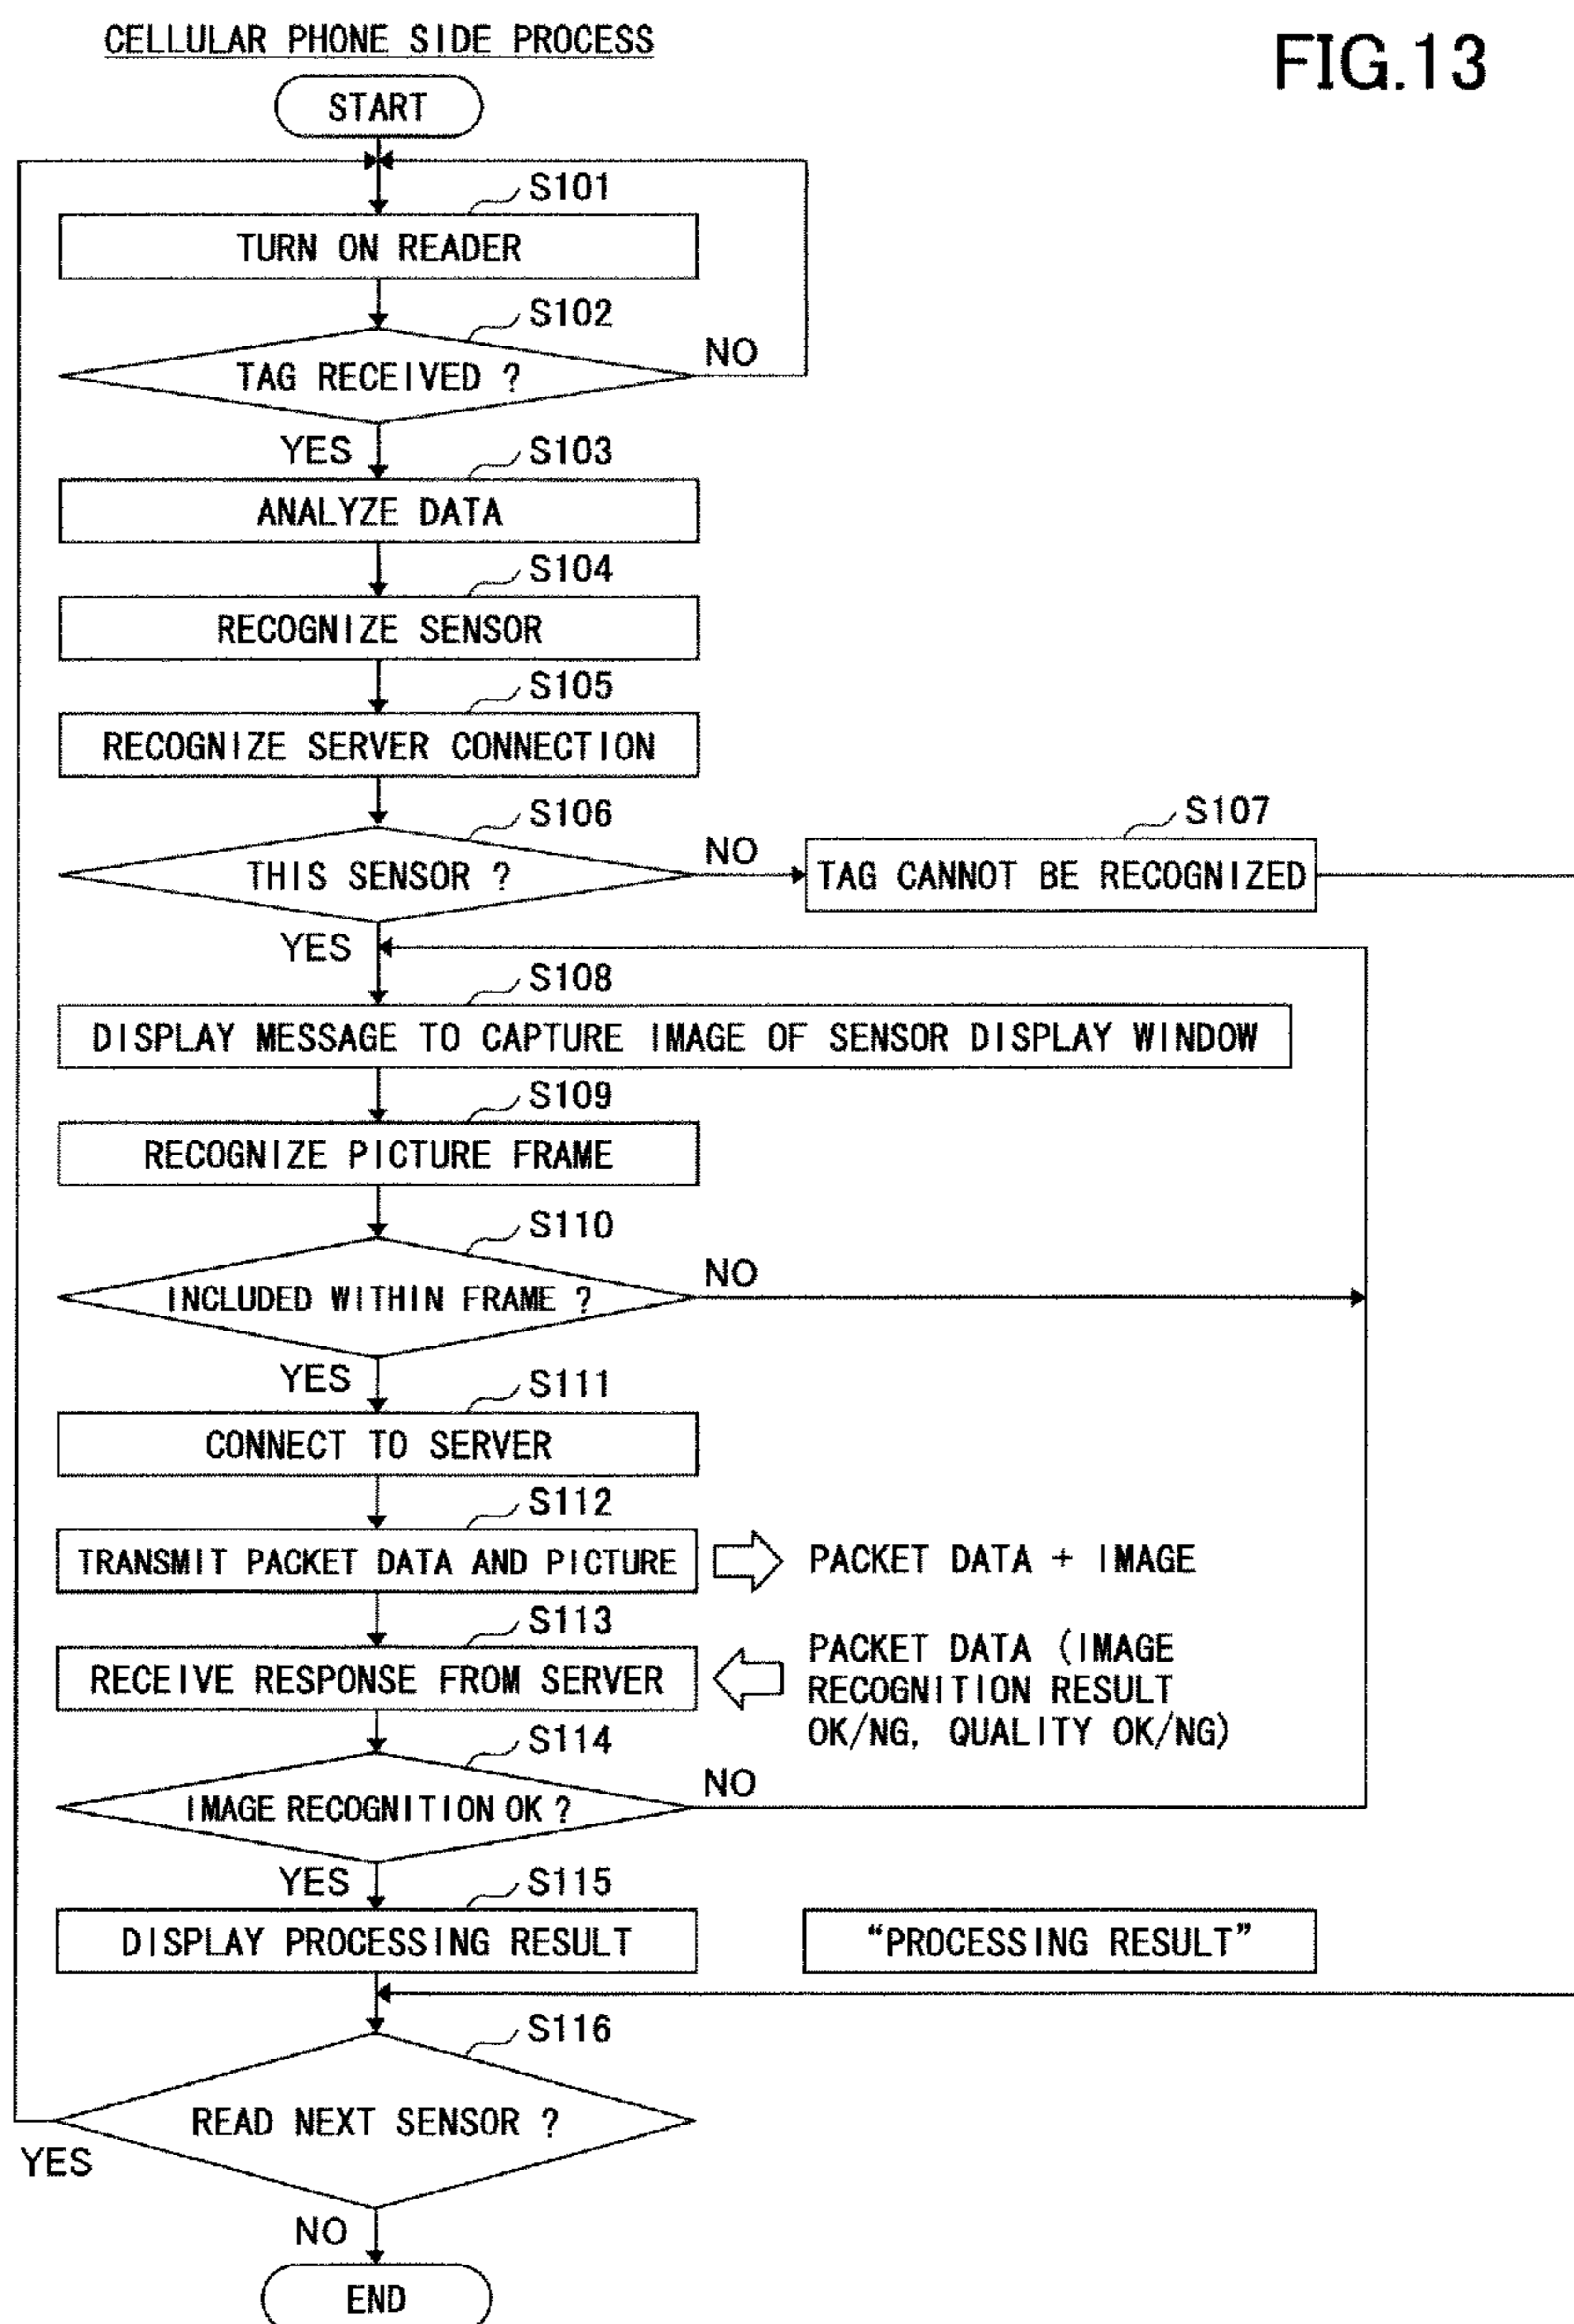 CELLULAR PHONE SIDE PROCESS
FIG.13
START
S101
TURN ON READER
S102
TAG RECEIVED ?
NO
YES
S103
ANALYZE DATA
S104
RECOGNIZE SENSOR
S105
RECOGNIZE SERVER CONNECTION
S106
THIS SENSOR ?
NO
S107
TAG CANNOT BE RECOGNIZED
YES
S108
DISPLAY MESSAGE TO CAPTURE IMAGE OF SENSOR DISPLAY WINDOW
S109
RECOGNIZE PICTURE FRAME
S110
INCLUDED WITHIN FRAME ?
NO
YES
S111
CONNECT TO SERVER
S112
TRANSMIT PACKET DATA AND PICTURE
PACKET DATA + IMAGE
S113
RECEIVE RESPONSE FROM SERVER
PACKET DATA (IMAGE
RECOGNITION RESULT
OK/NG, QUALITY OK/NG)
S114
IMAGE RECOGNITION OK ?
NO
YES
S115
DISPLAY PROCESSING RESULT
“PROCESSING RESULT”
S116
READ NEXT SENSOR ?
YES
NO
END